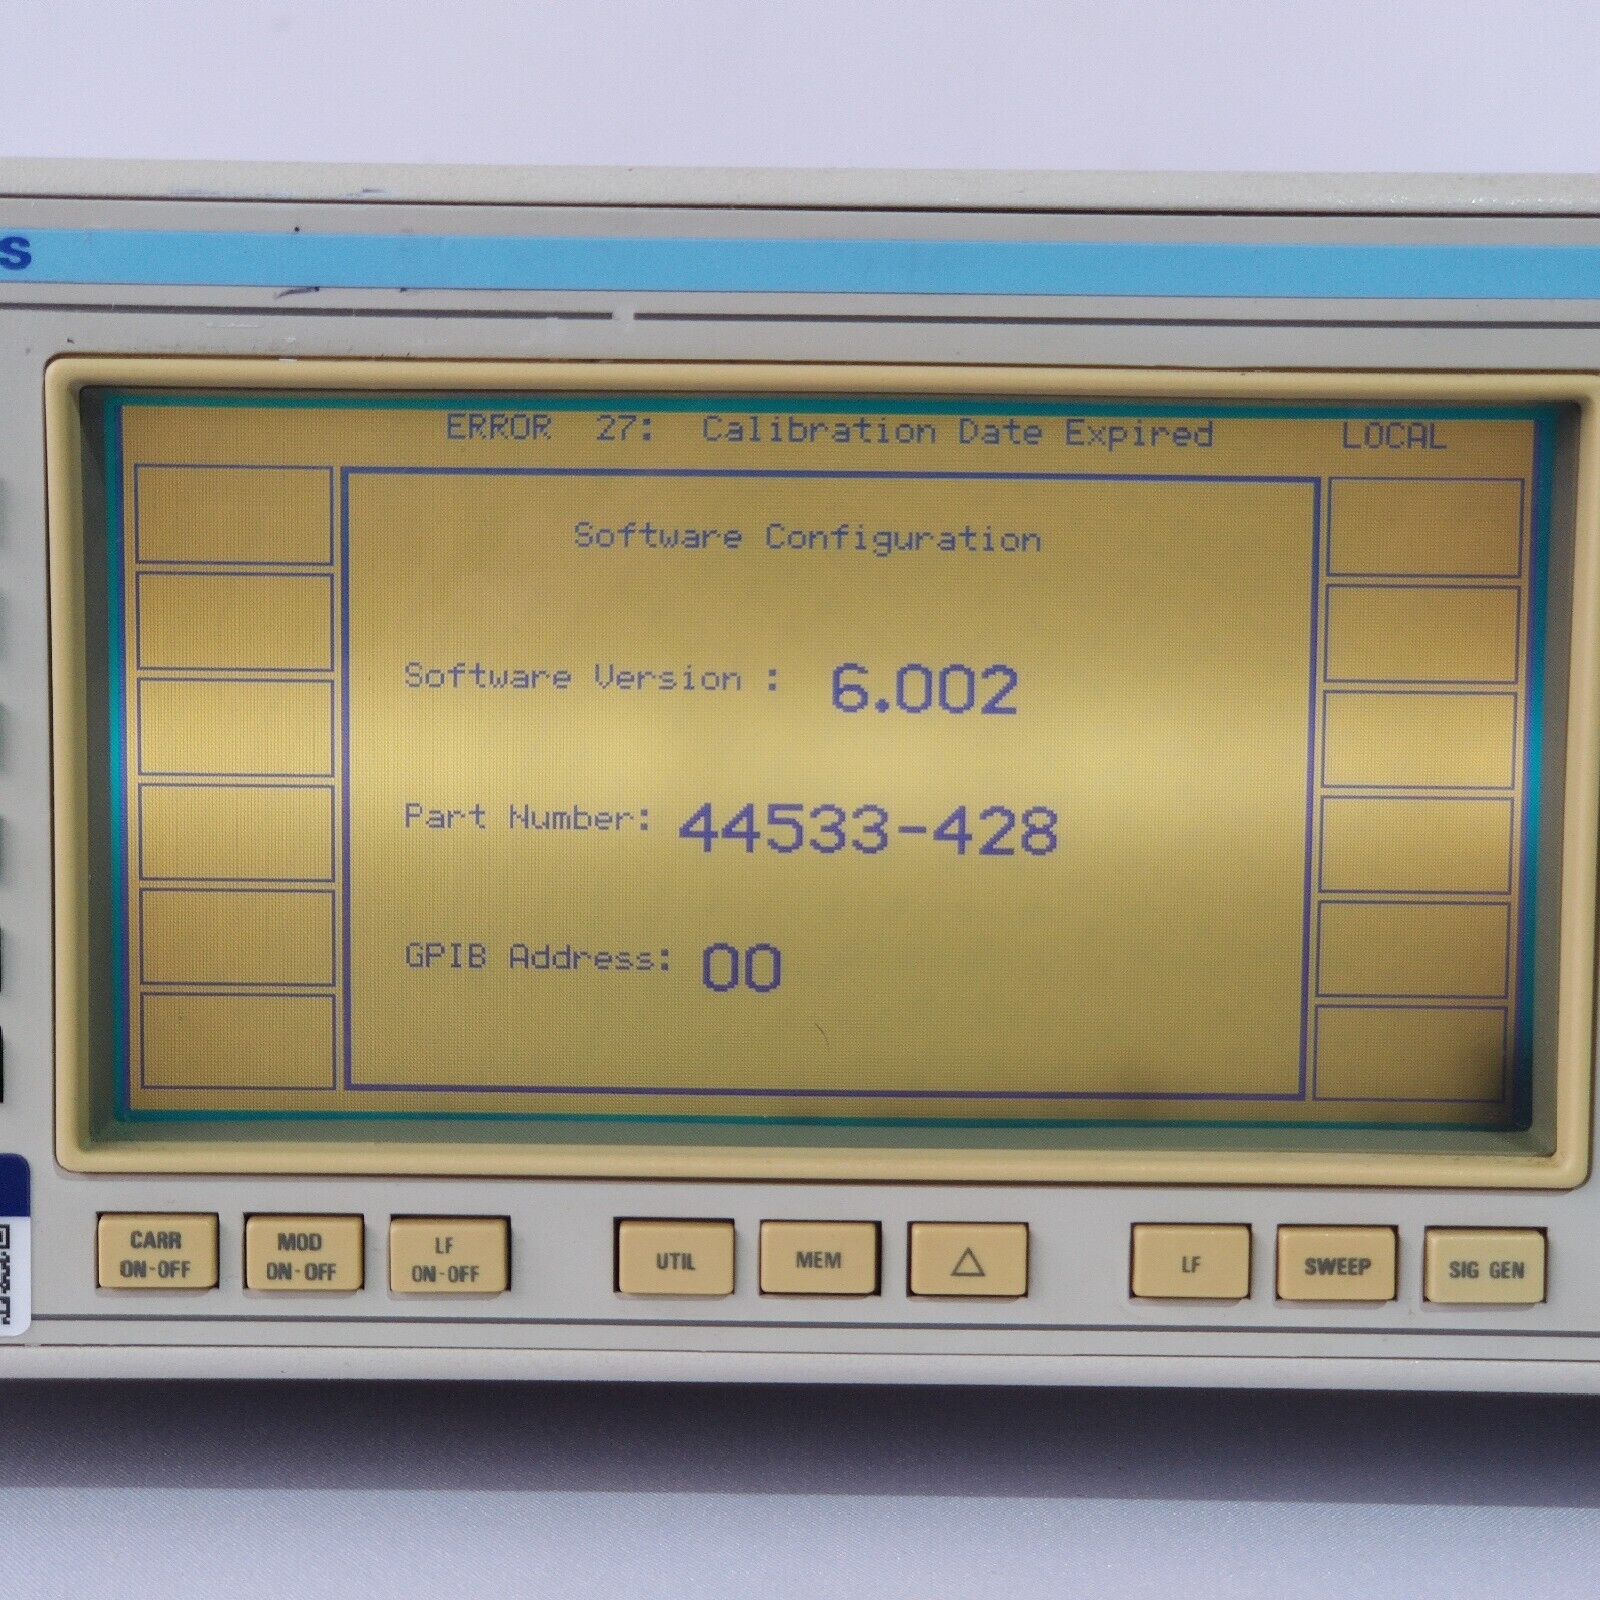 S
ERROR 27: Calibration Date Expired LOCAL
Software Configuration
Software Version : 6.002
Part Number: 44533-428
GPIB Address: 00
CARR ON-OFF
MOD ON-OFF
LF ON-OFF
UTIL
MEM
LF
SWEEP
SIG GEN